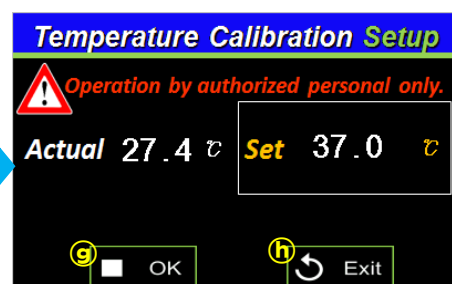 Temperature Calibration Setup
Operation by authorized personal only.
Actual 27.4 ℃ Set 37.0 ℃
ⓖ OK ⓗ Exit